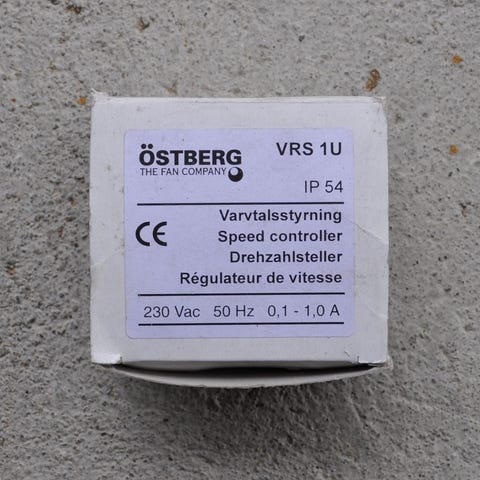 ÖSTBERG
THE FAN COMPANY
VRS 1U
IP 54
CE
Varvtalsstyrning
Speed controller
Drehzahlsteller
Régulateur de vitesse
230 Vac 50 Hz 0,1 - 1,0 A